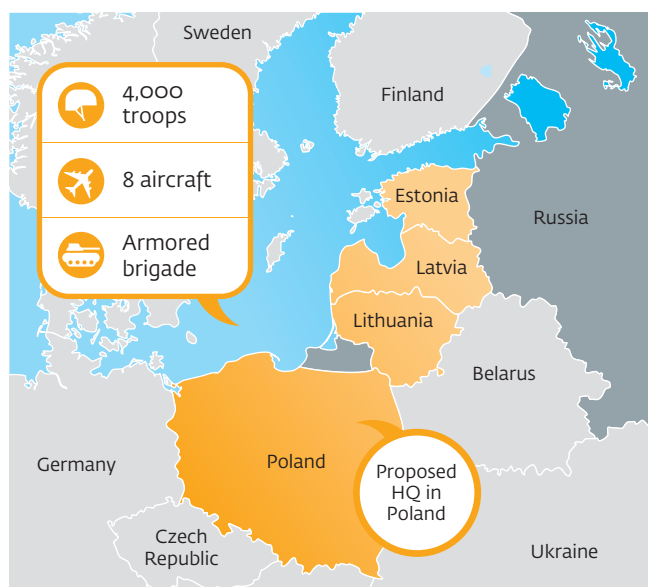 Sweden
4,000
troops
8 aircraft
Armored
brigade
Finland
Estonia
Russia
Latvia
Lithuania
Belarus
Germany
Poland
Proposed
HQ in
Poland
Czech
Republic
Ukraine